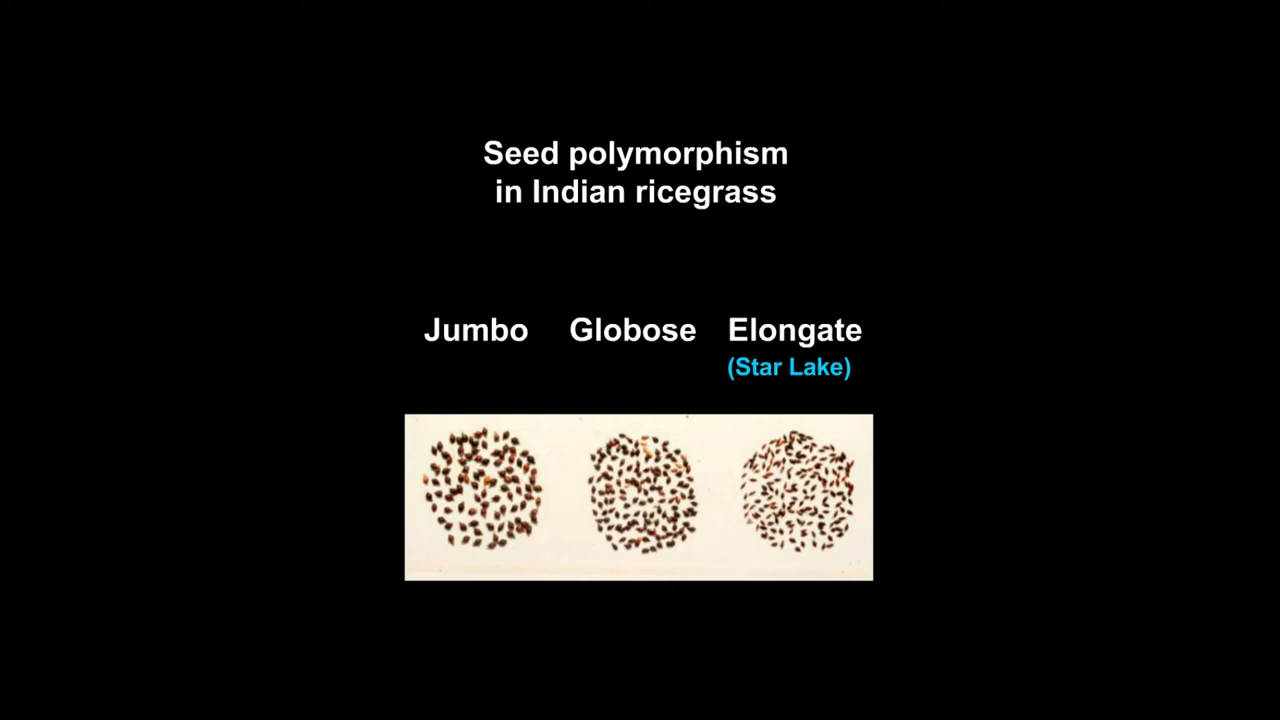 Seed polymorphism
in Indian ricegrass
Jumbo Globose Elongate
(Star Lake)